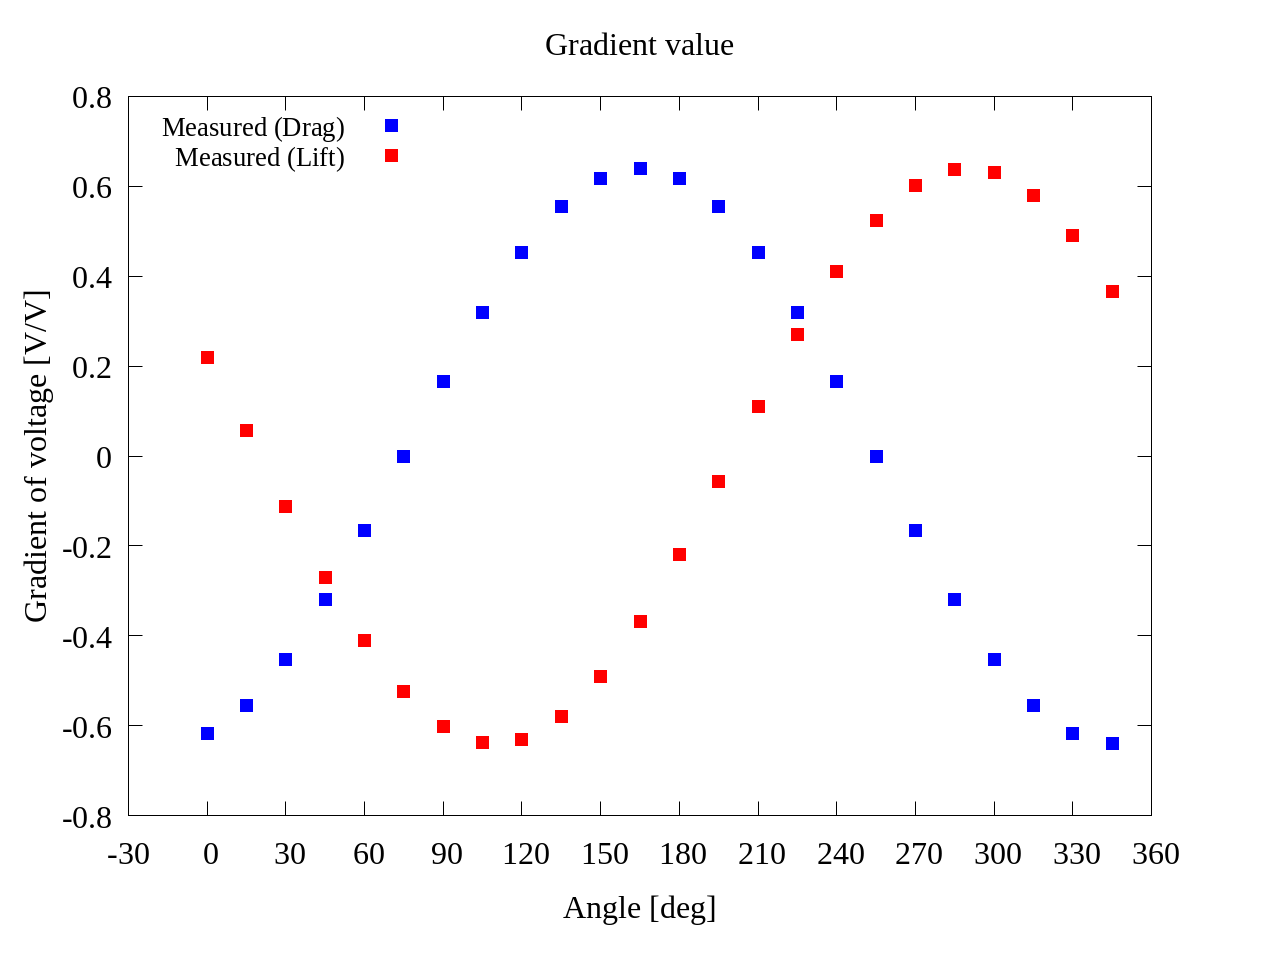 Gradient value
0.8
0.6
0.4
0.2
0
-0.2
-0.4
-0.6
-0.8
Gradient of voltage [V/V]
Measured (Drag)
Measured (Lift)
-30 0 30 60 90 120 150 180 210 240 270 300 330 360
Angle [deg]